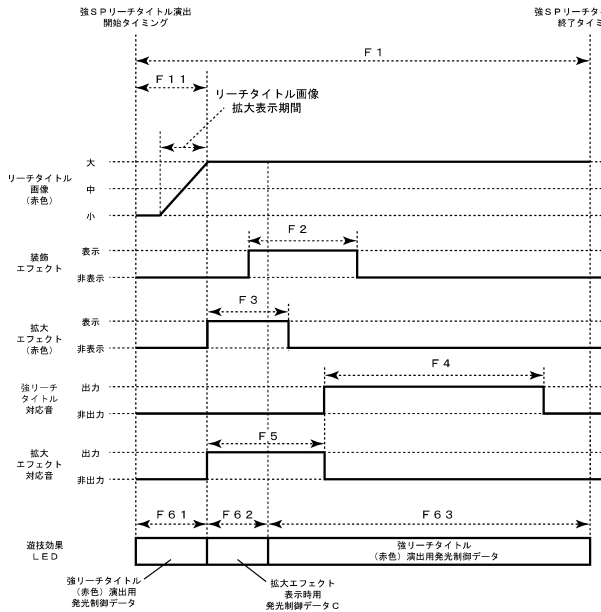 強ＳＰリーチタイトル演出
開始タイミング
強ＳＰリーチタ
終了タイミ
Ｆ１
Ｆ１１
リーチタイトル画像
拡大表示期間
リーチタイトル
画像
（赤色）
大
中
小
Ｆ２
装飾
エフェクト
表示
非表示
Ｆ３
拡大
エフェクト
（赤色）
表示
非表示
Ｆ４
強リーチ
タイトル
対応音
出力
非出力
Ｆ５
拡大
エフェクト
対応音
出力
非出力
Ｆ６１
Ｆ６２
Ｆ６３
遊技効果
ＬＥＤ
強リーチタイトル
（赤色）演出用発光制御データ
強リーチタイトル
（赤色）演出用
発光制御データ
拡大エフェクト
表示時用
発光制御データＣ